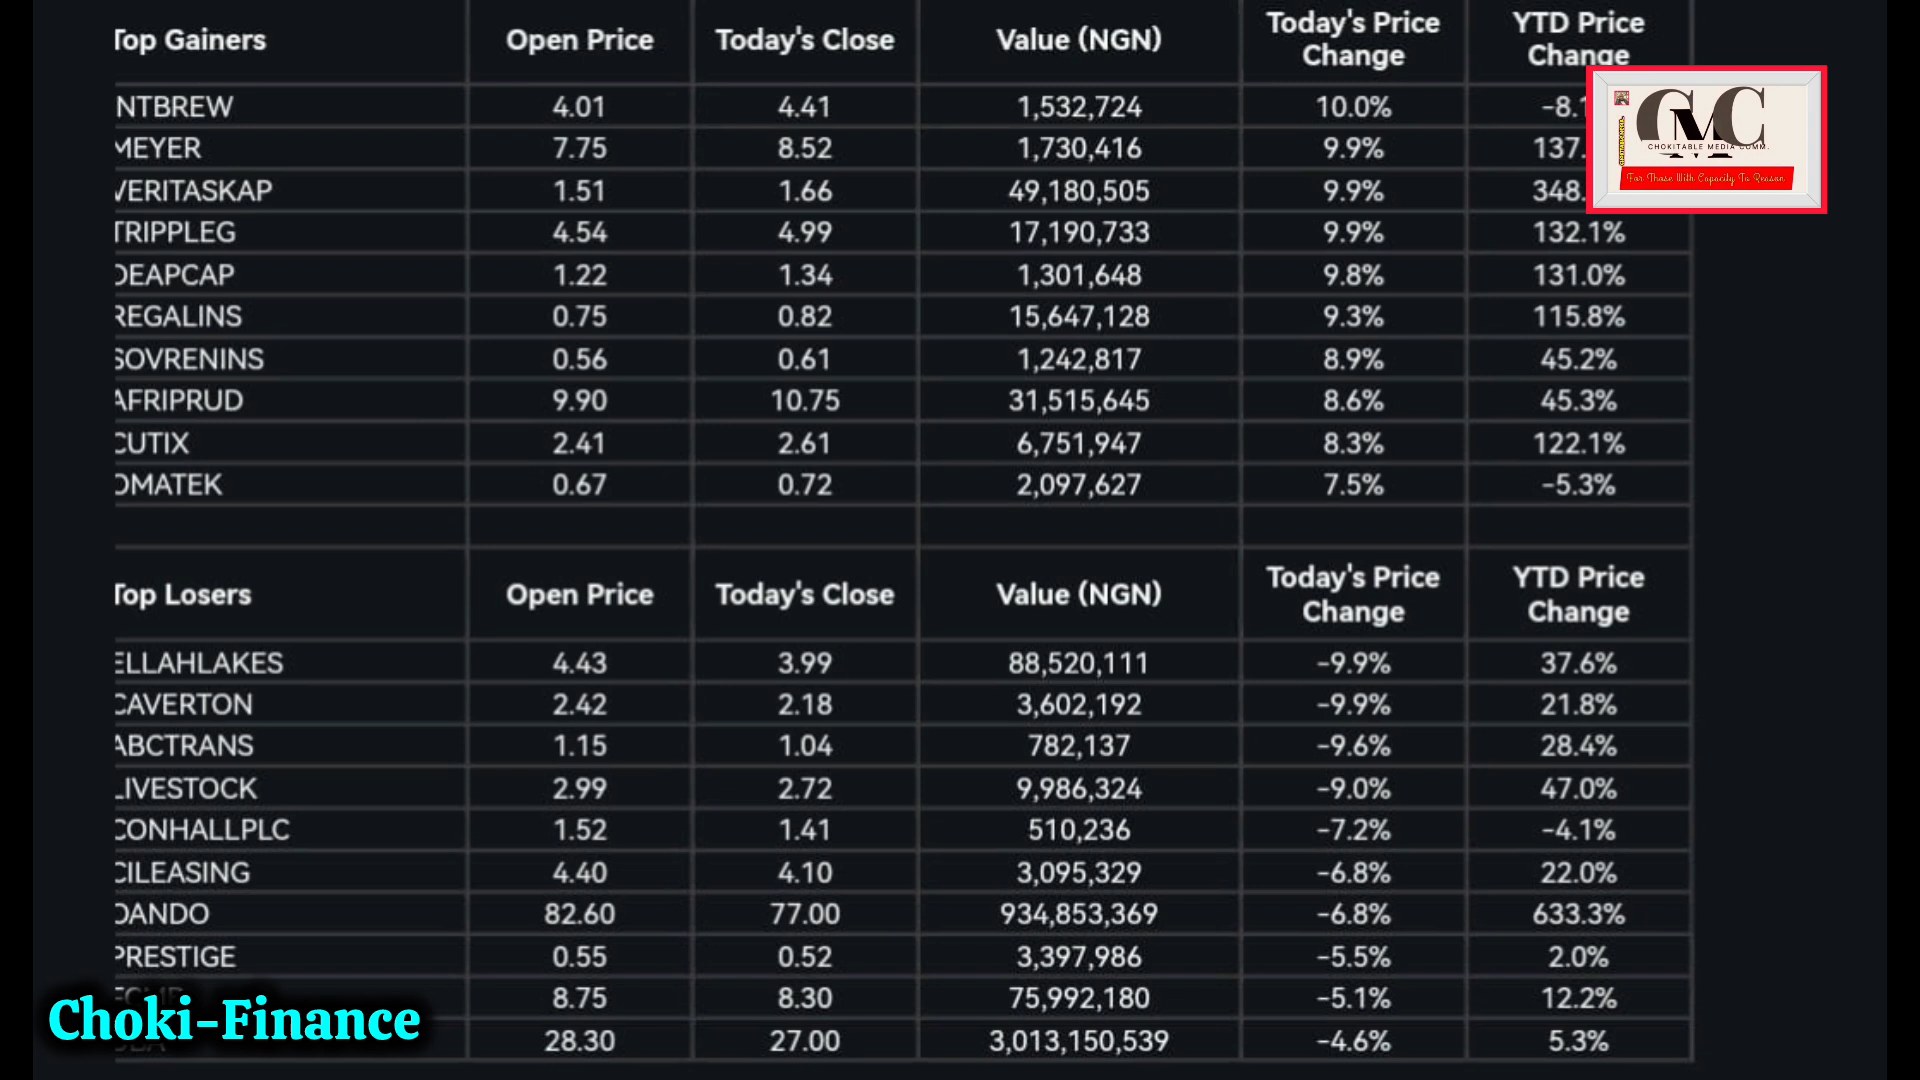 Top Gainers Open Price Today's Close Value (NGN) Today's Price Change YTD Price Change
INTBREW 4.01 4.41 1,532,724 10.0% -8.1
MEYER 7.75 8.52 1,730,416 9.9% 137.
VERITASKAP 1.51 1.66 49,180,505 9.9% 348.
TRIPPLEG 4.54 4.99 17,190,733 9.9% 132.1%
DEAPCAP 1.22 1.34 1,301,648 9.8% 131.0%
REGALINS 0.75 0.82 15,647,128 9.3% 115.8%
SOVRENINS 0.56 0.61 1,242,817 8.9% 45.2%
AFRIPRUD 9.90 10.75 31,515,645 8.6% 45.3%
CUTIX 2.41 2.61 6,751,947 8.3% 122.1%
OMATEK 0.67 0.72 2,097,627 7.5% -5.3%
Top Losers Open Price Today's Close Value (NGN) Today's Price Change YTD Price Change
ELLAHLAKES 4.43 3.99 88,520,111 -9.9% 37.6%
CAVERTON 2.42 2.18 3,602,192 -9.9% 21.8%
ABCTRANS 1.15 1.04 782,137 -9.6% 28.4%
LIVESTOCK 2.99 2.72 9,986,324 -9.0% 47.0%
CONHALLPLC 1.52 1.41 510,236 -7.2% -4.1%
CILEASING 4.40 4.10 3,095,329 -6.8% 22.0%
OANDO 82.60 77.00 934,853,369 -6.8% 633.3%
PRESTIGE 0.55 0.52 3,397,986 -5.5% 2.0%
8.75 8.30 75,992,180 -5.1% 12.2%
28.30 27.00 3,013,150,539 -4.6% 5.3%
CMC
CHOKITABLE MEDIA COMM.
For Those With Capacity To Reason
Choki-Finance